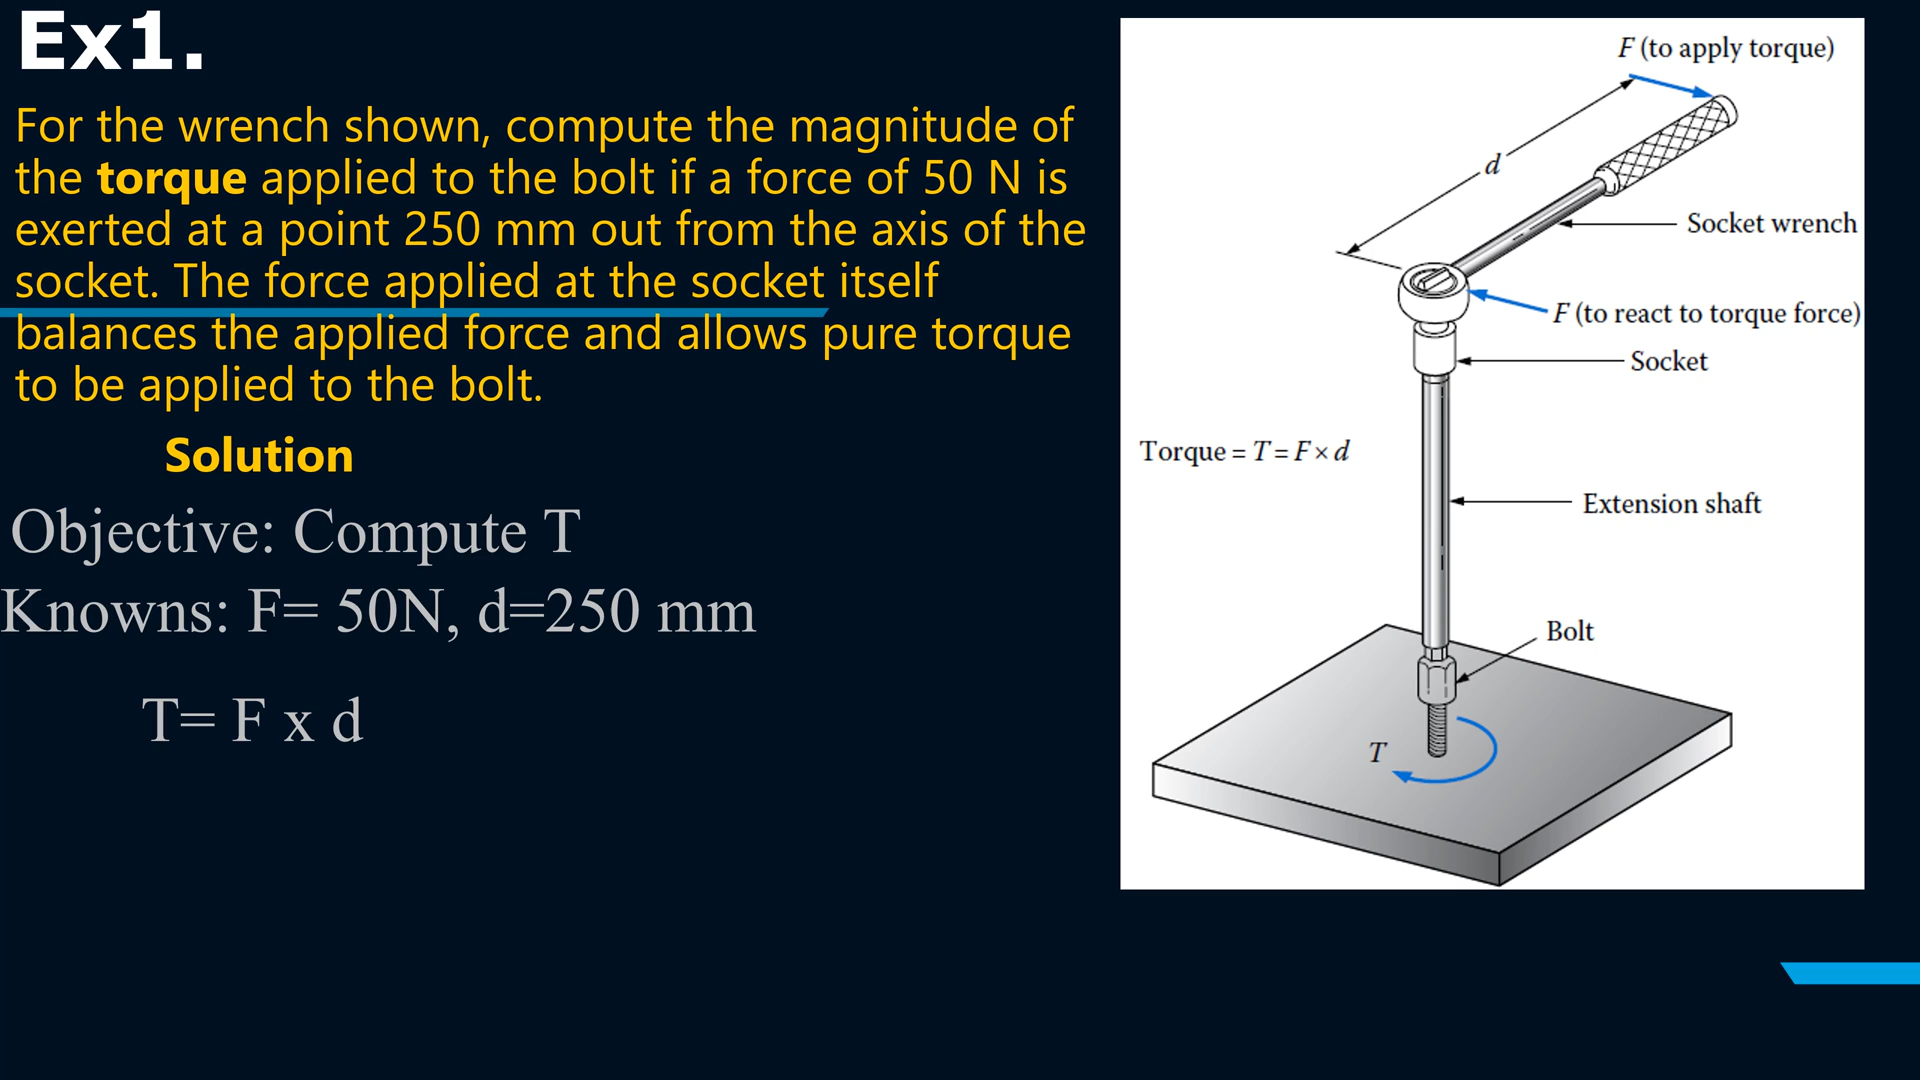 Ex1.
For the wrench shown, compute the magnitude of
the torque applied to the bolt if a force of 50 N is
exerted at a point 250 mm out from the axis of the
socket. The force applied at the socket itself
balances the applied force and allows pure torque
to be applied to the bolt.
Solution
Objective: Compute T
Knowns: F= 50N, d=250 mm
T= F x d
F (to apply torque)
d
Socket wrench
F (to react to torque force)
Socket
Torque = T = F × d
Extension shaft
Bolt
T